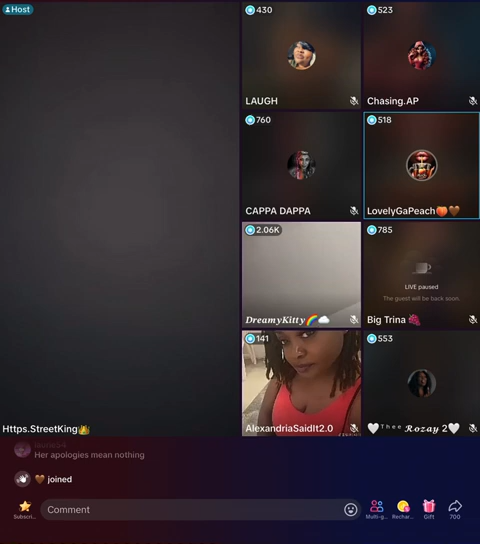 Host
430
LAUGH
523
Chasing.AP
760
CAPPA DAPPA
518
LovelyGaPeach🍑🤎
2.06K
DreamyKitty🌈☁️
785
LIVE paused
The guest will be back soon.
Big Trina 🍇
141
AlexandriaSaidIt2.0
553
🤍ᵀʰᵉᵉ 𝓡𝓸𝔃𝓪𝔂 2🤍
Https.StreetKing👑
Her apologies mean nothing
🤎 joined
Subscri...
Comment
Multi-g...
Rechar...
Gift
700